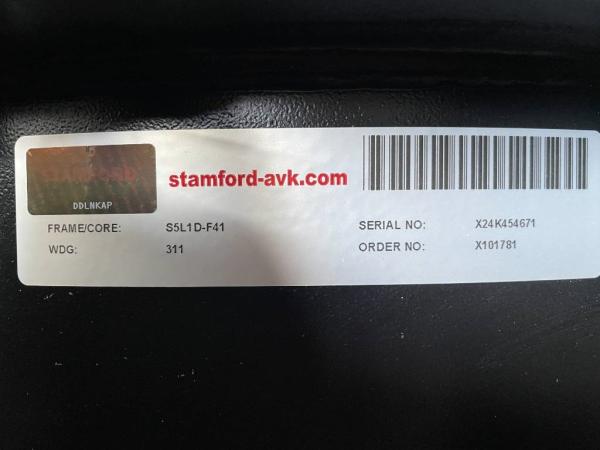 stamford-avk.com
DDLNKAP
FRAME/CORE: S5L1D-F41 SERIAL NO: X24K454671
WDG: 311 ORDER NO: X101781